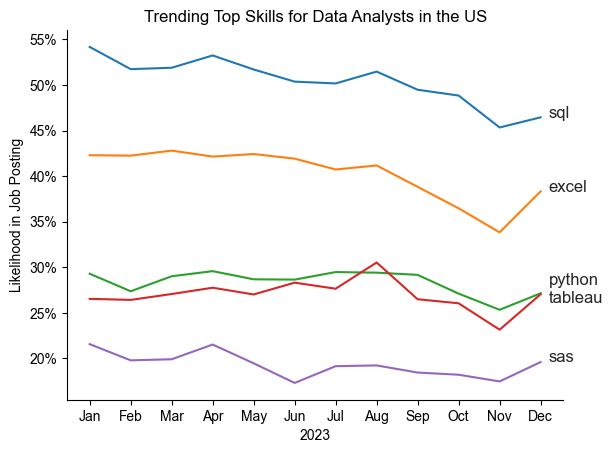 Trending Top Skills for Data Analysts in the US
Likelihood in Job Posting
55%
50%
45%
40%
35%
30%
25%
20%
sql
excel
python
tableau
sas
Jan Feb Mar Apr May Jun Jul Aug Sep Oct Nov Dec
2023